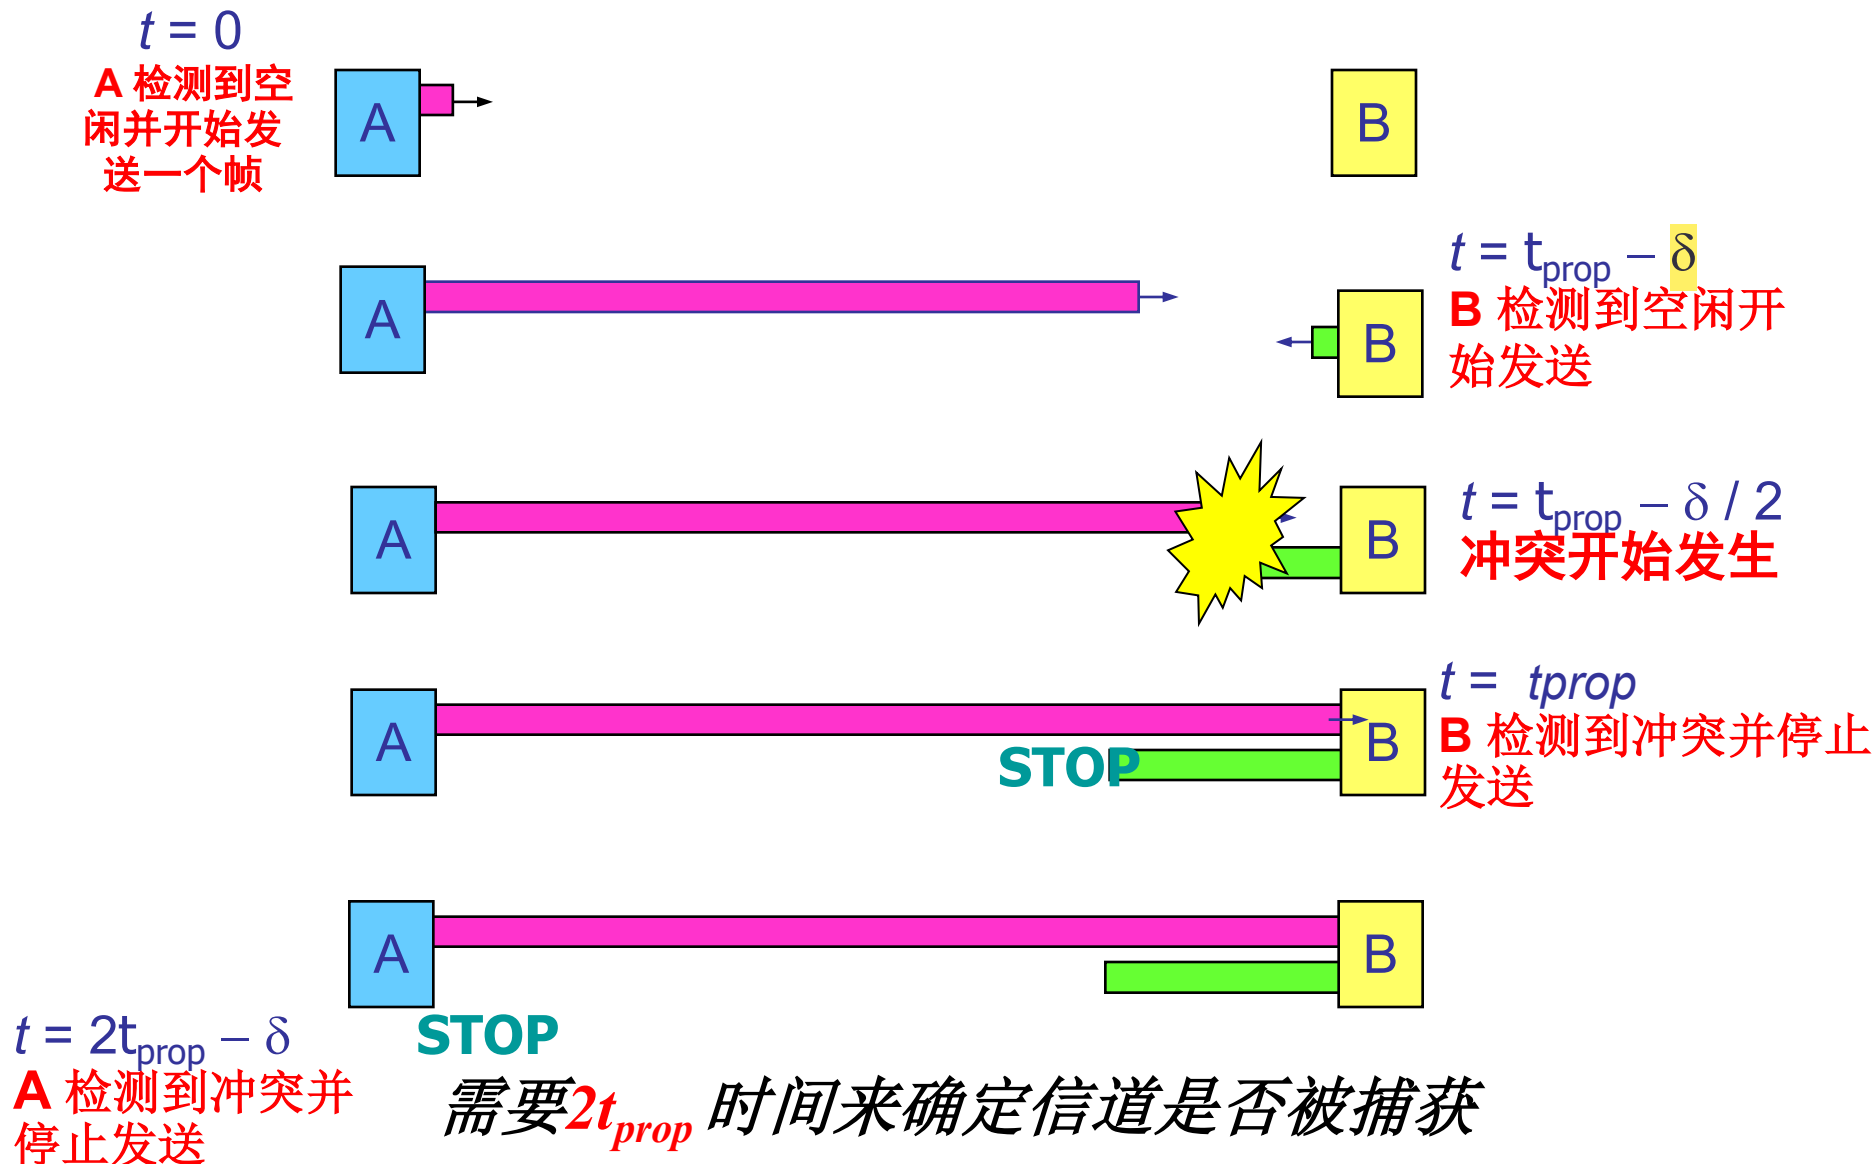 t = 0
A 检测到空
闲并开始发
送一个帧
A
B
t = tprop – δ
B 检测到空闲开
始发送
A
B
t = tprop – δ / 2
冲突开始发生
A
B
t = tprop
B 检测到冲突并停止
发送
A
STOP
B
A
B
t = 2tprop – δ
A 检测到冲突并
停止发送
STOP
需要2tprop 时间来确定信道是否被捕获